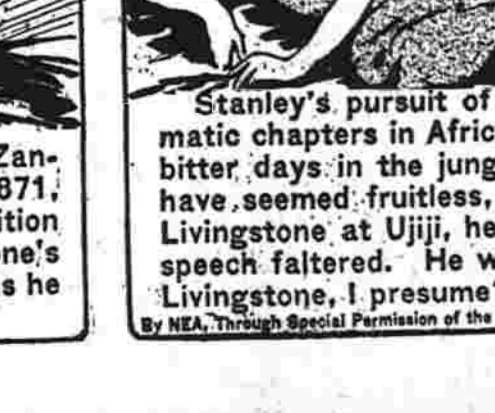 Zan-
871,
ition
one's
s he
Stanley's pursuit of
matic chapters in Afric
bitter days in the jung
have seemed fruitless,
Livingstone at Ujiji, he
speech faltered. He w
Livingstone, I presume'
By NEA, Through Special Permission of the